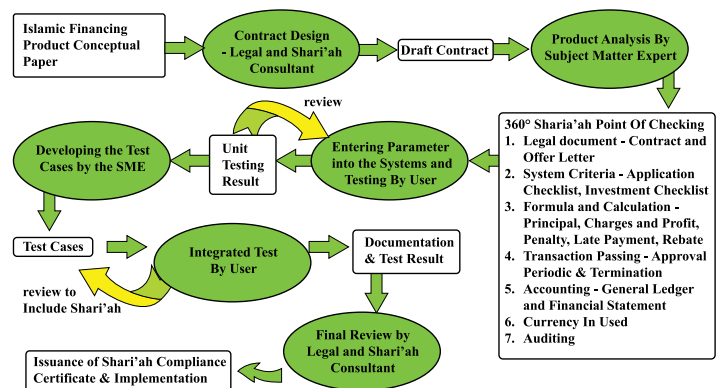 Islamic Financing
Product Conceptual
Paper
Contract Design
- Legal and Shari'ah
Consultant
Draft Contract
Product Analysis By
Subject Matter Expert
360° Sharia'ah Point Of Checking
1. Legal document - Contract and
Offer Letter
2. System Criteria - Application
Checklist, Investment Checklist
3. Formula and Calculation -
Principal, Charges and Profit,
Penalty, Late Payment, Rebate
4. Transaction Passing - Approval
Periodic & Termination
5. Accounting - General Ledger
and Financial Statement
6. Currency In Used
7. Auditing
Entering Parameter
into the Systems and
Testing By User
review
Unit
Testing
Result
Developing the Test
Cases by the SME
Test Cases
Integrated Test
By User
review to
Include Shari'ah
Documentation
& Test Result
Final Review by
Legal and Shari'ah
Consultant
Issuance of Shari'ah Compliance
Certificate & Implementation